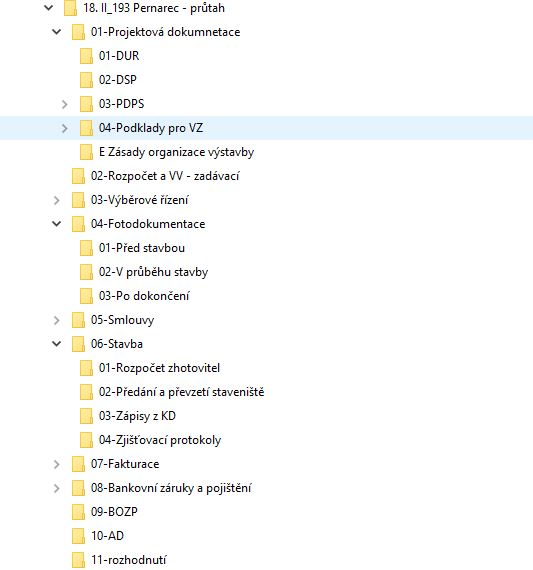 18. II_193 Pernarec - průtah
01-Projektová dokumnetace
01-DUR
02-DSP
03-PDPS
04-Podklady pro VZ
E Zásady organizace výstavby
02-Rozpočet a VV - zadávací
03-Výběrové řízení
04-Fotodokumentace
01-Před stavbou
02-V průběhu stavby
03-Po dokončení
05-Smlouvy
06-Stavba
01-Rozpočet zhotovitel
02-Předání a převzetí staveniště
03-Zápisy z KD
04-Zjišťovací protokoly
07-Fakturace
08-Bankovní záruky a pojištění
09-BOZP
10-AD
11-rozhodnutí